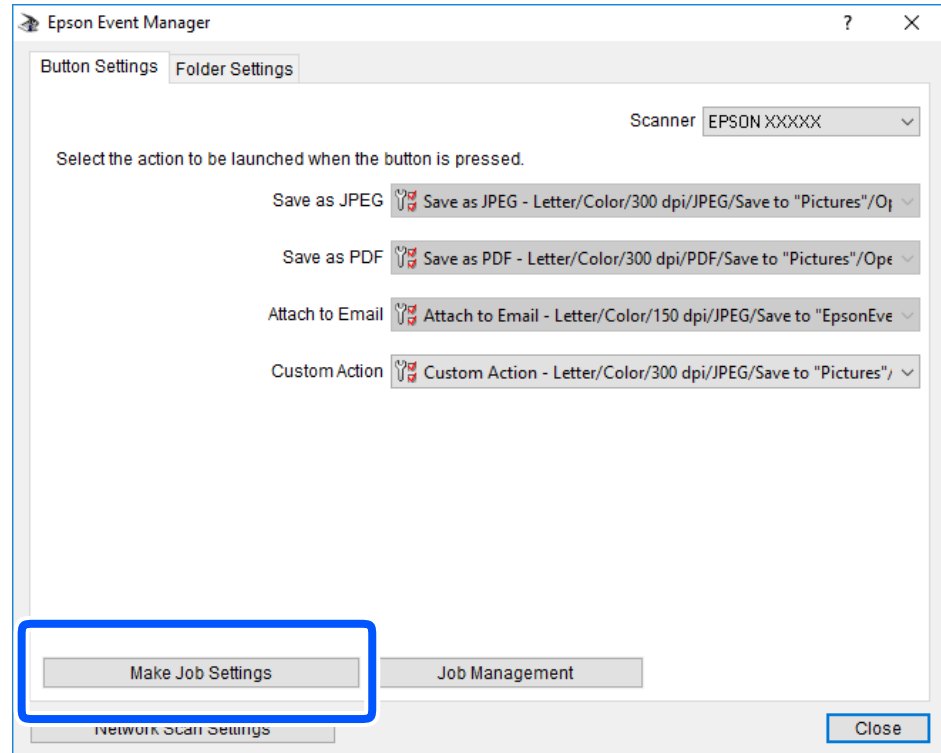 Epson Event Manager
Button Settings
Folder Settings
Scanner EPSON XXXXX
Select the action to be launched when the button is pressed.
Save as JPEG Save as JPEG - Letter/Color/300 dpi/JPEG/Save to "Pictures"/Op
Save as PDF Save as PDF - Letter/Color/300 dpi/PDF/Save to "Pictures"/Ope
Attach to Email Attach to Email - Letter/Color/150 dpi/JPEG/Save to "EpsonEve
Custom Action Custom Action - Letter/Color/300 dpi/JPEG/Save to "Pictures"/
Make Job Settings
Job Management
Network Scan Settings
Close